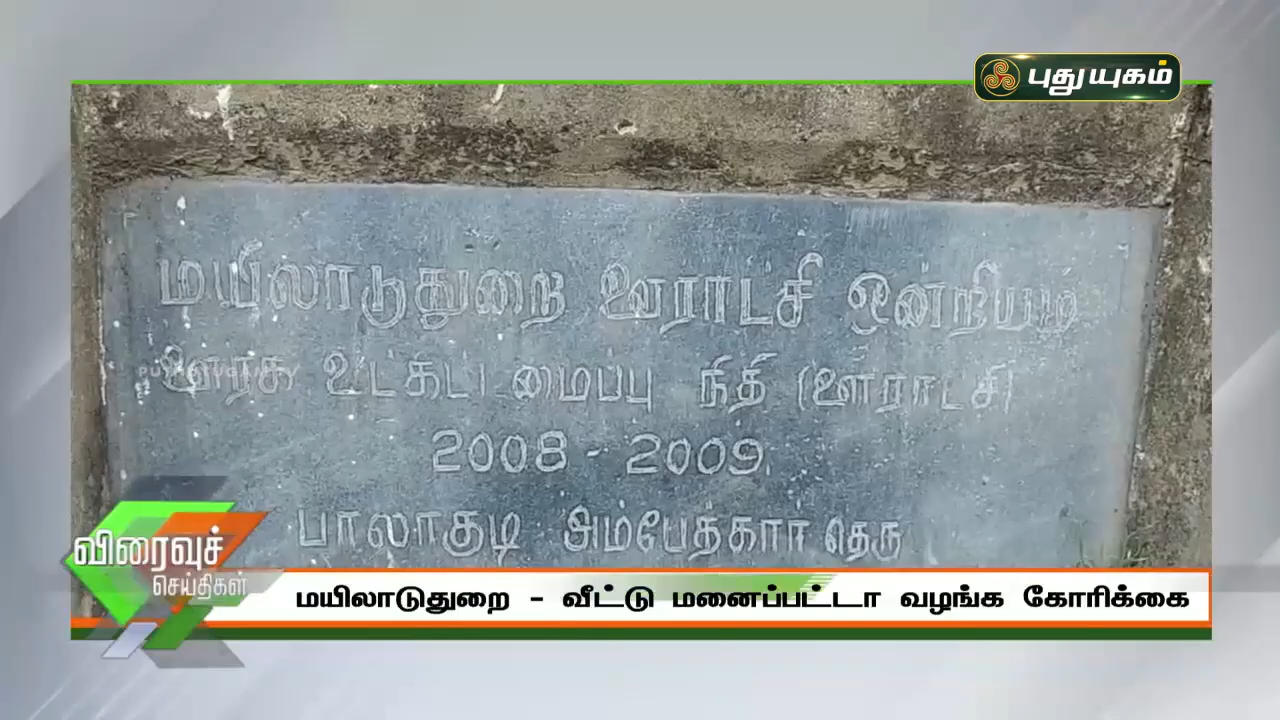 புதுயுகம்
மயிலாடுதுறை ஊராட்சி ஒன்றியம்
ஊரக உட்கட்டமைப்பு நிதி (ஊராட்சி)
2008 - 2009
பாலாகுடி அம்பேத்கார் தெரு
விரைவுச்
செய்திகள்
மயிலாடுதுறை - வீட்டு மனைப்பட்டா வழங்க கோரிக்கை